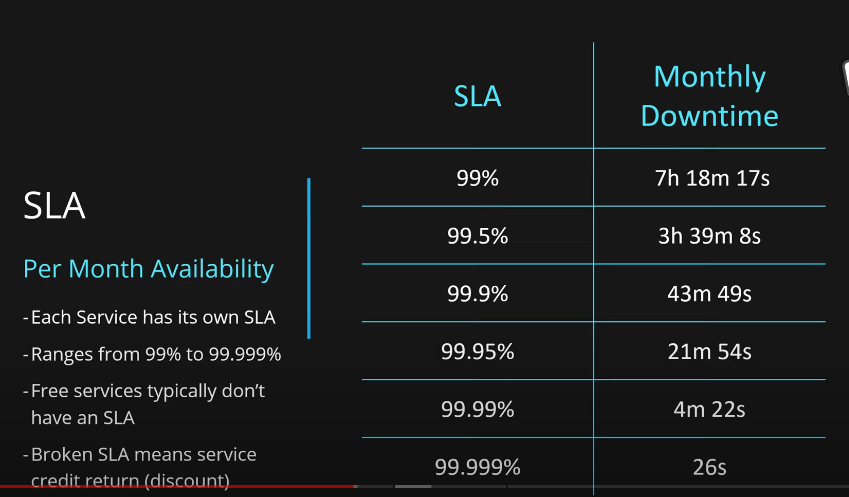 SLA
Per Month Availability
-Each Service has its own SLA
-Ranges from 99% to 99.999%
-Free services typically don’t
have an SLA
-Broken SLA means service
credit return (discount)
SLA Monthly
Downtime
99% 7h 18m 17s
99.5% 3h 39m 8s
99.9% 43m 49s
99.95% 21m 54s
99.99% 4m 22s
99.999% 26s